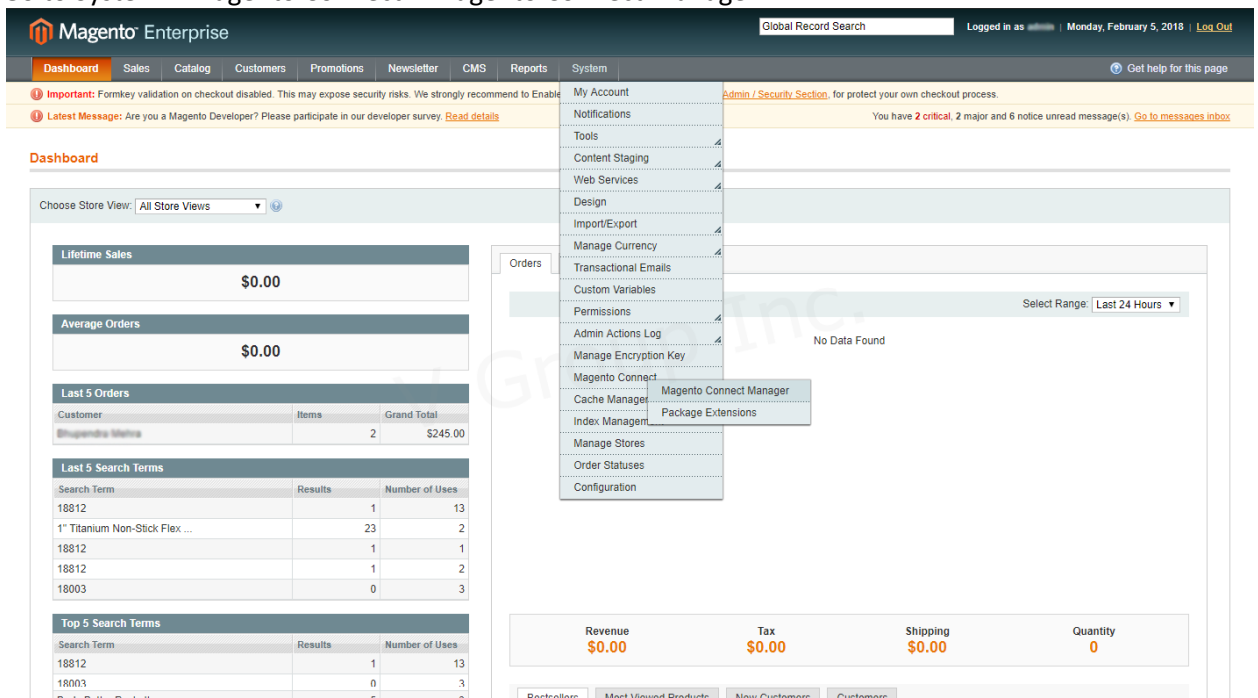 Magento Enterprise
Global Record Search
Logged in as | Monday, February 5, 2018 | Log Out
Dashboard Sales Catalog Customers Promotions Newsletter CMS Reports System
Get help for this page
Important: Formkey validation on checkout disabled. This may expose security risks. We strongly recommend to Enable Admin / Security Section, for protect your own checkout process.
Latest Message: Are you a Magento Developer? Please participate in our developer survey. Read details
You have 2 critical, 2 major and 6 notice unread message(s). Go to messages inbox
My Account
Notifications
Tools
Content Staging
Web Services
Design
Import/Export
Manage Currency
Transactional Emails
Custom Variables
Permissions
Admin Actions Log
Manage Encryption Key
Magento Connect
Cache Manage
Index Management
Manage Stores
Order Statuses
Configuration
Magento Connect Manager
Package Extensions
Dashboard
Choose Store View: All Store Views
Lifetime Sales
$0.00
Average Orders
$0.00
Last 5 Orders
Customer Items Grand Total
2 $245.00
Last 5 Search Terms
Search Term Results Number of Uses
18812 1 13
1" Titanium Non-Stick Flex ... 23 2
18812 1 1
18812 1 2
18003 0 3
Top 5 Search Terms
Search Term Results Number of Uses
18812 1 13
18003 0 3
Orders
Select Range: Last 24 Hours
No Data Found
V Group Inc.
Revenue Tax Shipping Quantity
$0.00 $0.00 $0.00 0
Bestsellers Most Viewed Products New Customers Customers